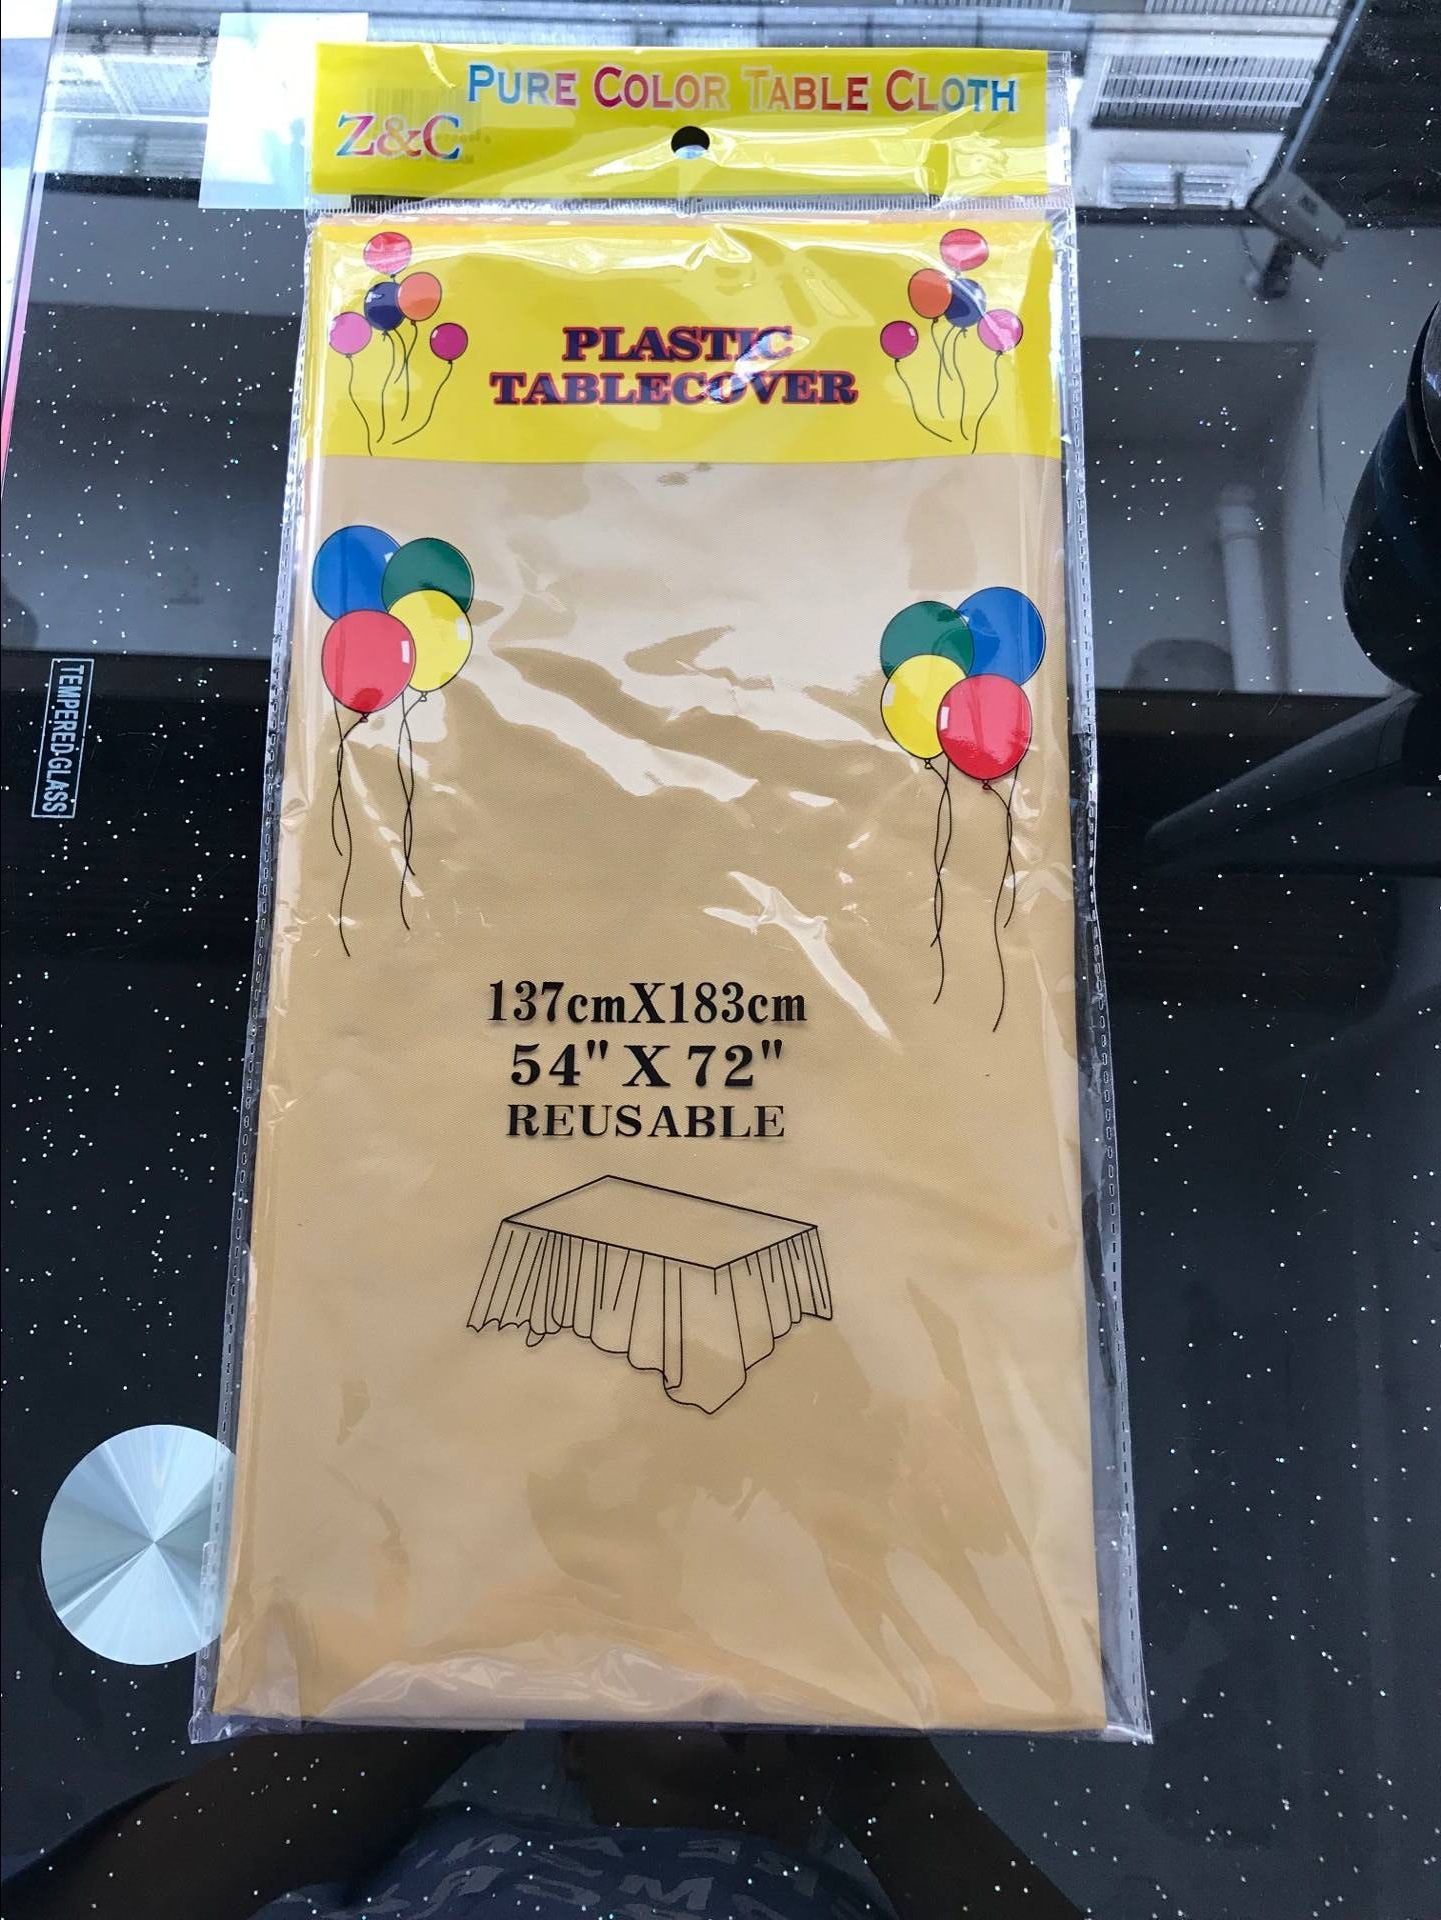 PURE COLOR TABLE CLOTH
Z&C
PLASTIC
TABLECOVER
137cmX183cm
54" X 72"
REUSABLE
TEMPERED GLASS